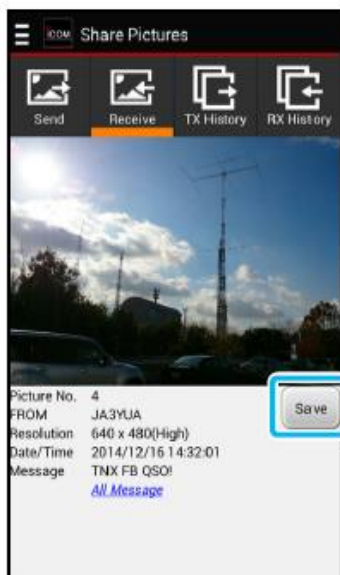 ICOM Share Pictures
Send Receive TX History RX History
Picture No. 4
FROM JA3YUA
Resolution 640 x 480(High)
Date/Time 2014/12/16 14:32:01
Message TNX FB QSO!
All Message
Save